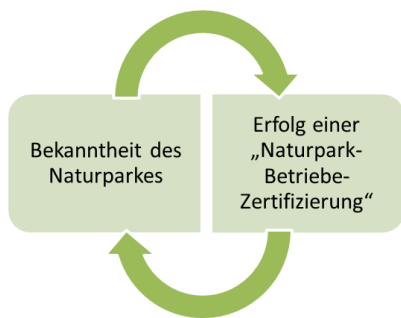 Bekanntheit des
Naturparkes
Erfolg einer
„Naturpark-
Betriebe-
Zertifizierung“